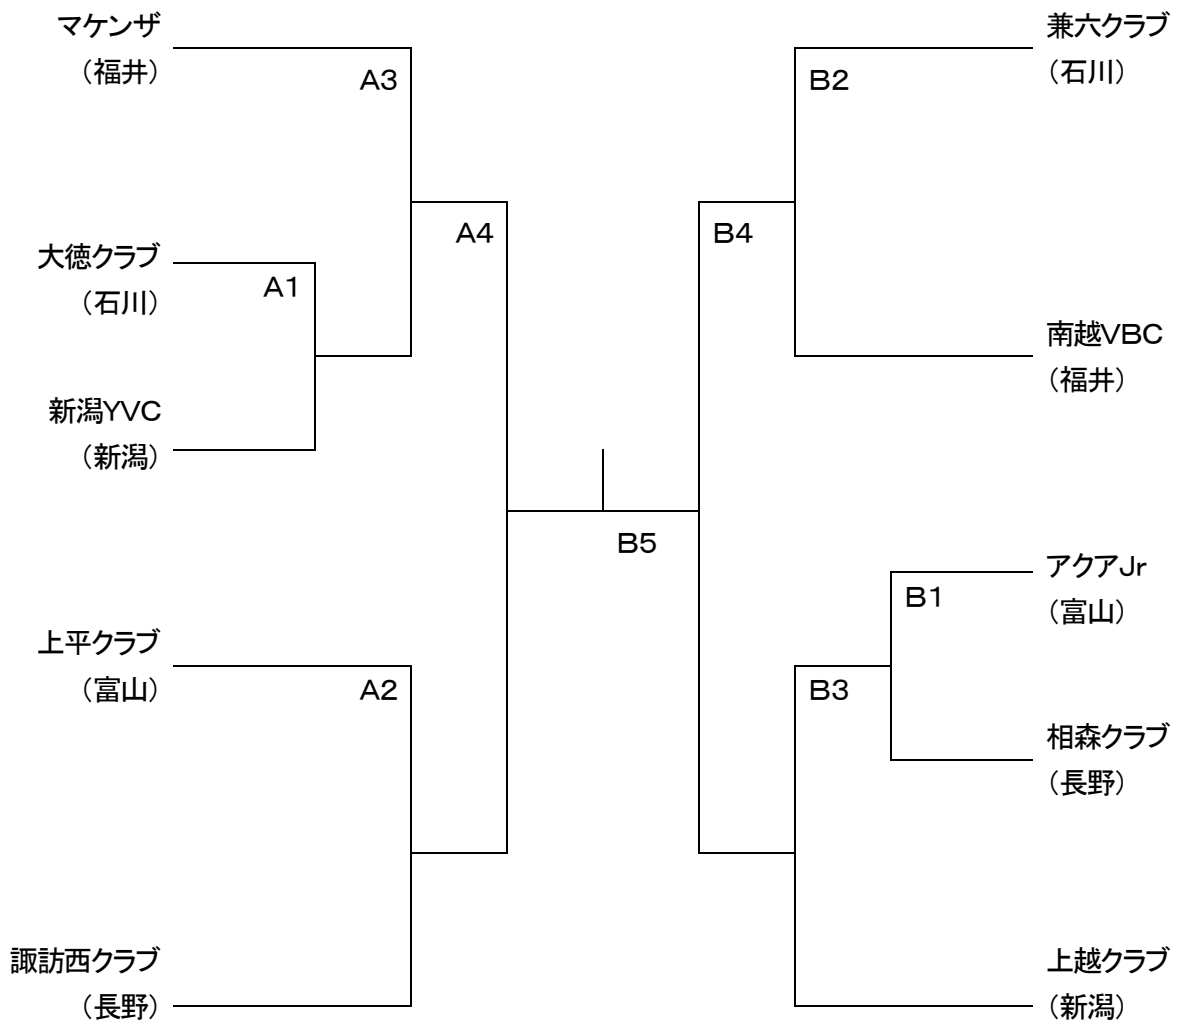 マケンザ
（福井）
A3
大徳クラブ
（石川）
A1
新潟YVC
（新潟）
A4
上平クラブ
（富山）
A2
諏訪西クラブ
（長野）
B5
兼六クラブ
（石川）
B2
B4
南越VBC
（福井）
アクアJr
（富山）
B1
B3
相森クラブ
（長野）
上越クラブ
（新潟）